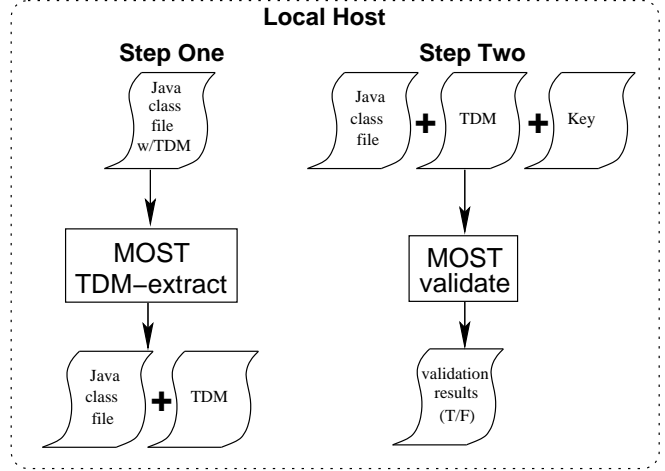 Local Host
Step One
Java
class
file
w/TDM
MOST
TDM−extract
Java
class
file
+
TDM
Step Two
Java
class
file
+
TDM
+
Key
MOST
validate
validation
results
(T/F)